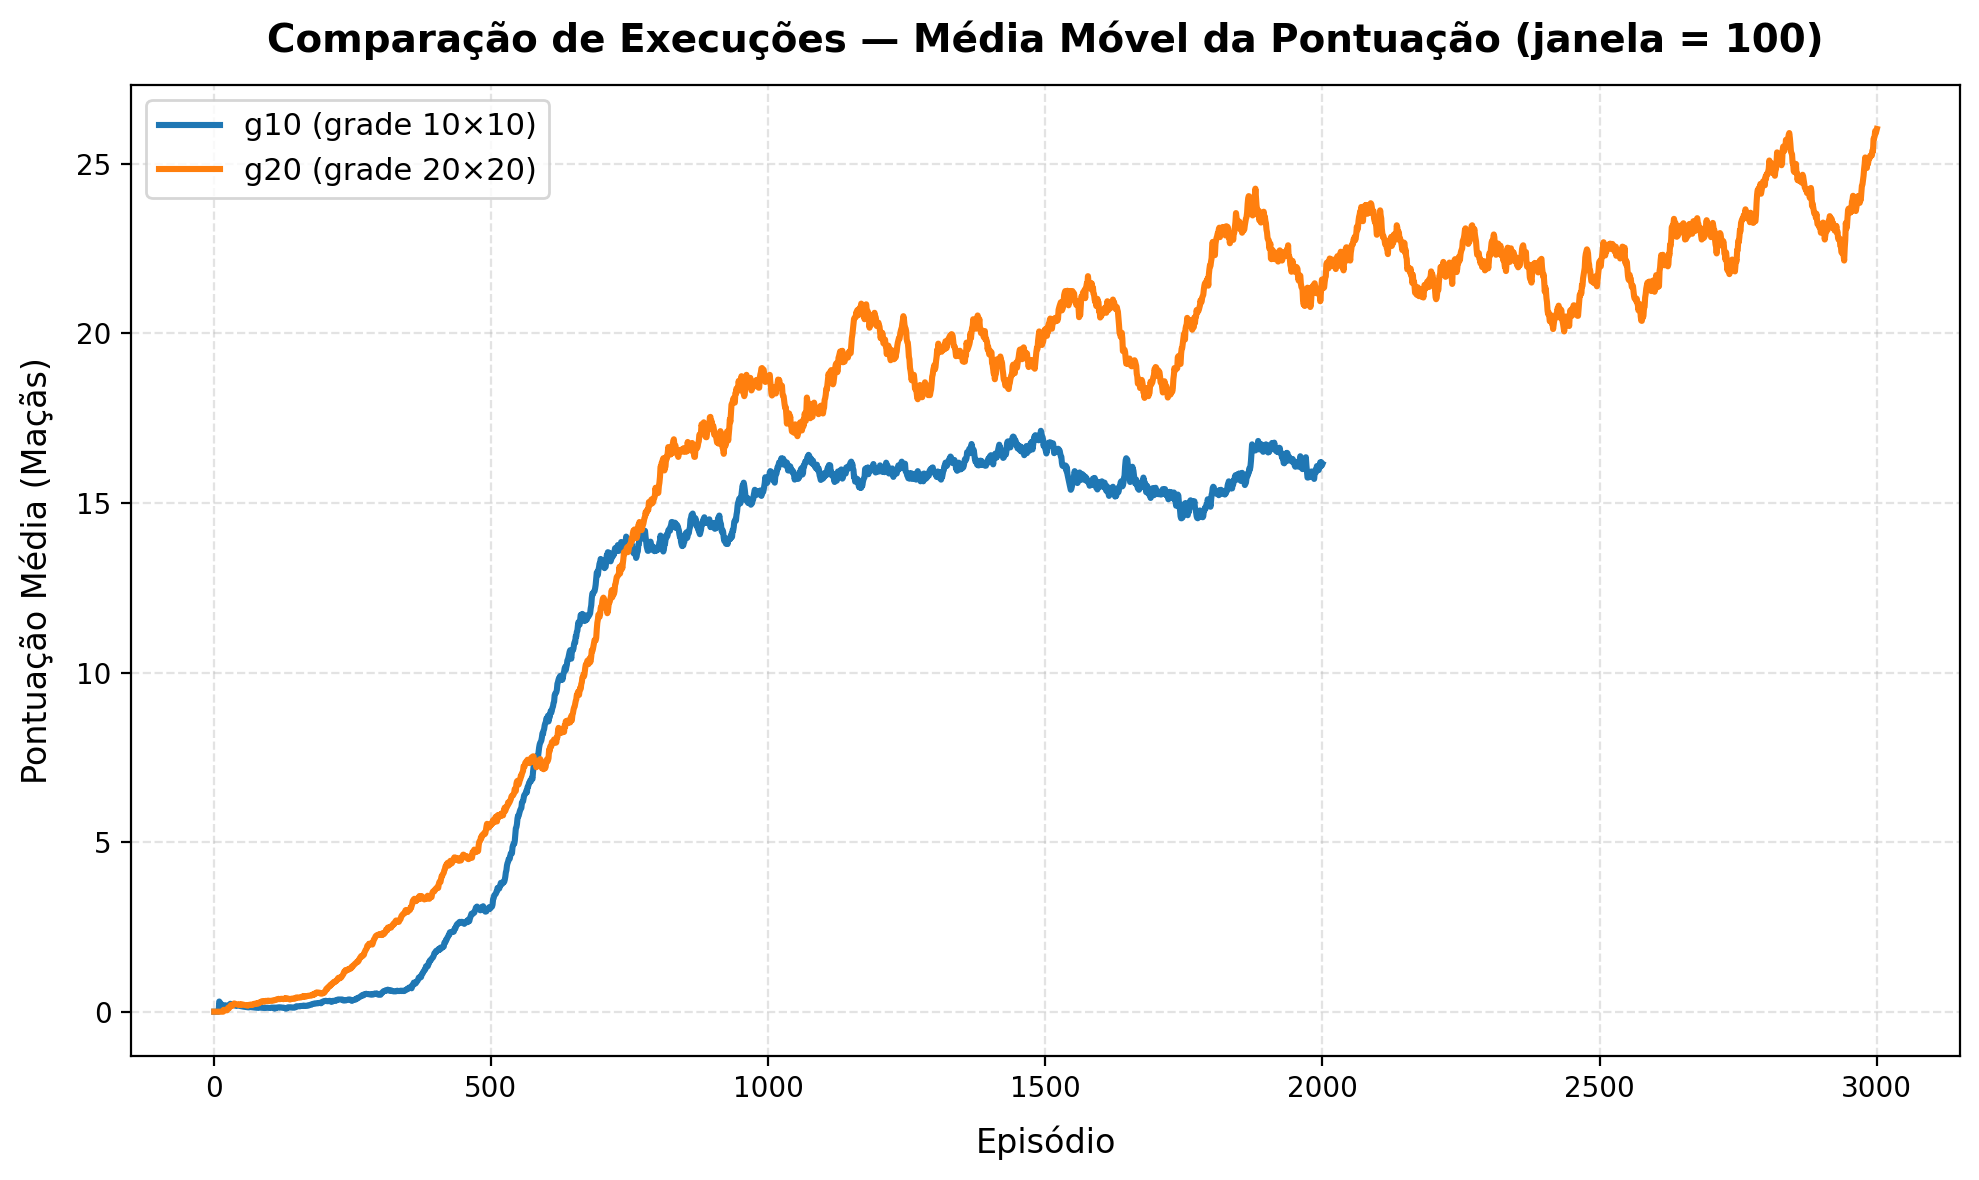 Comparação de Execuções — Média Móvel da Pontuação (janela = 100)
g10 (grade 10×10)
g20 (grade 20×20)
Pontuação Média (Maçãs)
25
20
15
10
5
0
0 500 1000 1500 2000 2500 3000
Episódio